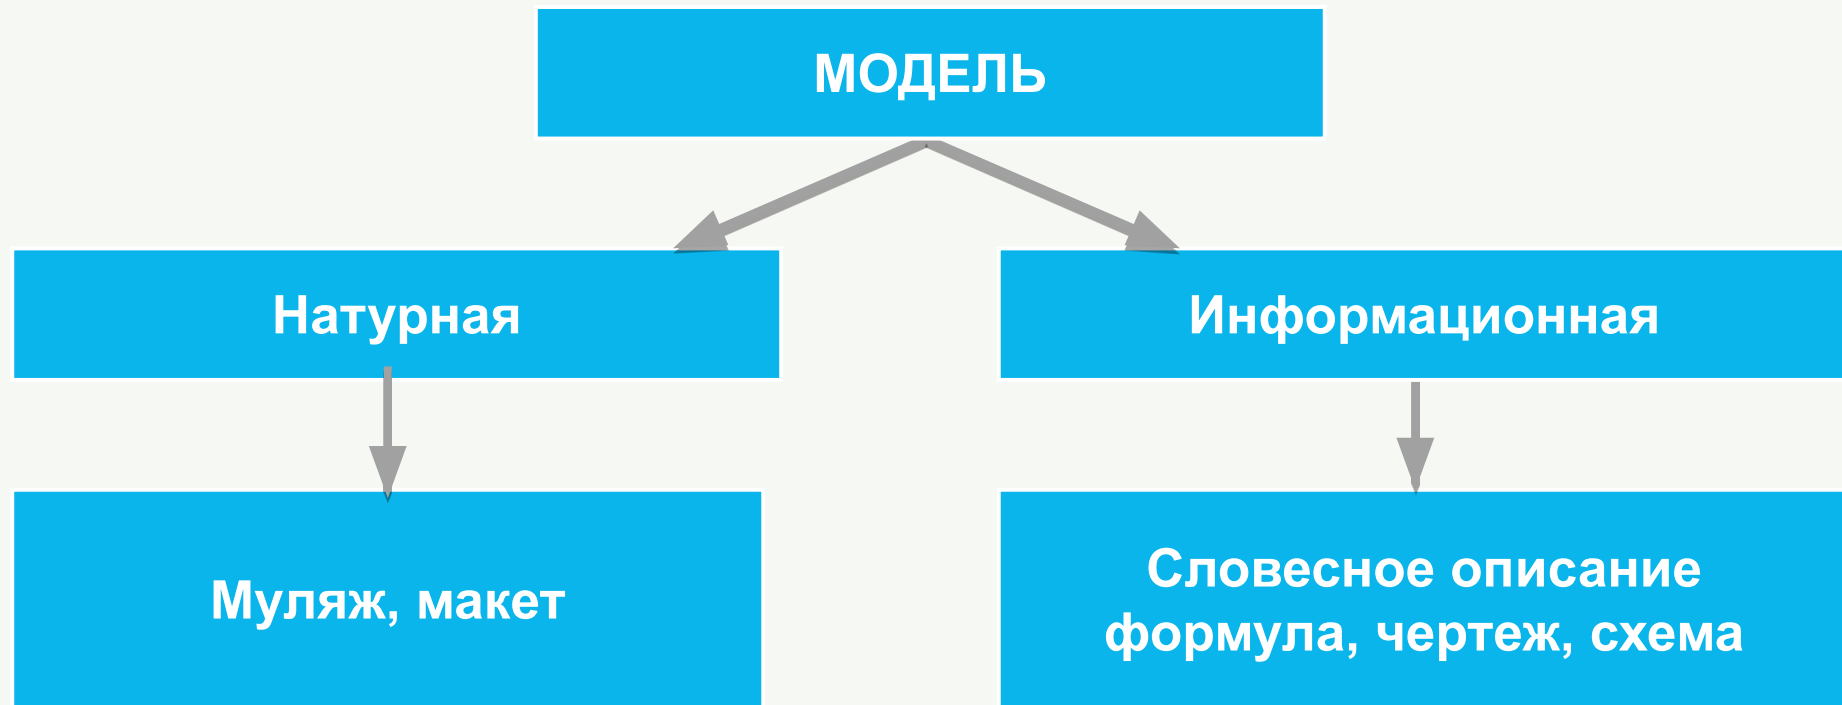 МОДЕЛЬ
Натурная
Информационная
Муляж, макет
Словесное описание
формула, чертеж, схема